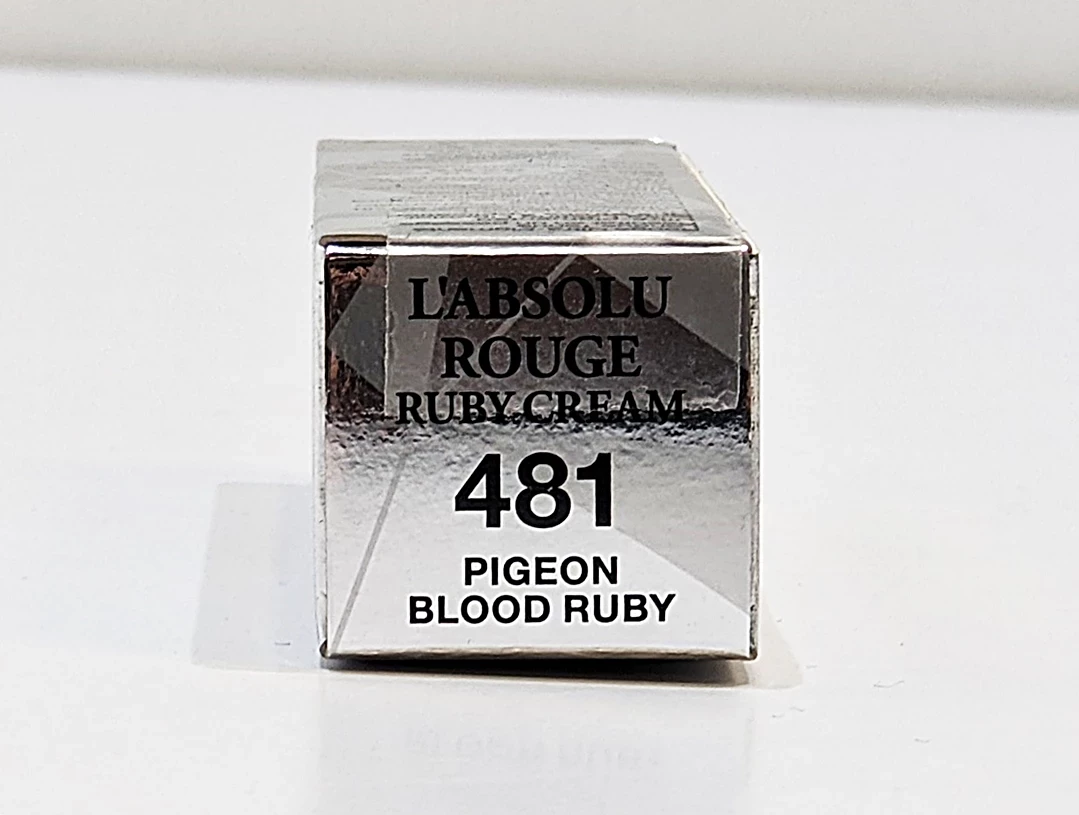 L'ABSOLU
ROUGE
RUBY CREAM
481
PIGEON
BLOOD RUBY